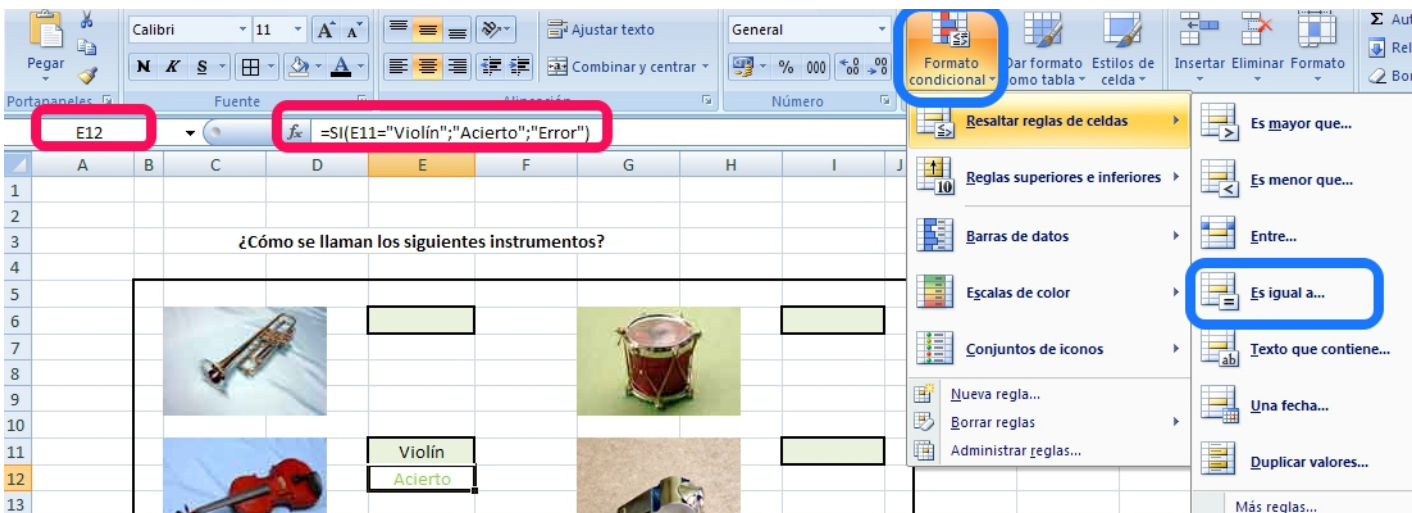 Calibri 11 A A Ajustar texto General Σ Aut
Pegar N K S A Combinar y centrar % 000 Formato condicional Dar formato como tabla Estilos de celda Insertar Eliminar Formato Rel
Bor
Portapapeles Fuente Alineación Número
E12 fx =SI(E11="Violín";"Acierto";"Error")
A B C D E F G H I J
1
2
3 ¿Cómo se llaman los siguientes instrumentos?
4
5
6
7
8
9
10
11 Violín
12 Acierto
13
Resaltar reglas de celdas
Reglas superiores e inferiores
Barras de datos
Escalas de color
Conjuntos de iconos
Nueva regla...
Borrar reglas
Administrar reglas...
Es mayor que...
Es menor que...
Entre...
Es igual a...
Texto que contiene...
Una fecha...
Duplicar valores...
Más reglas...